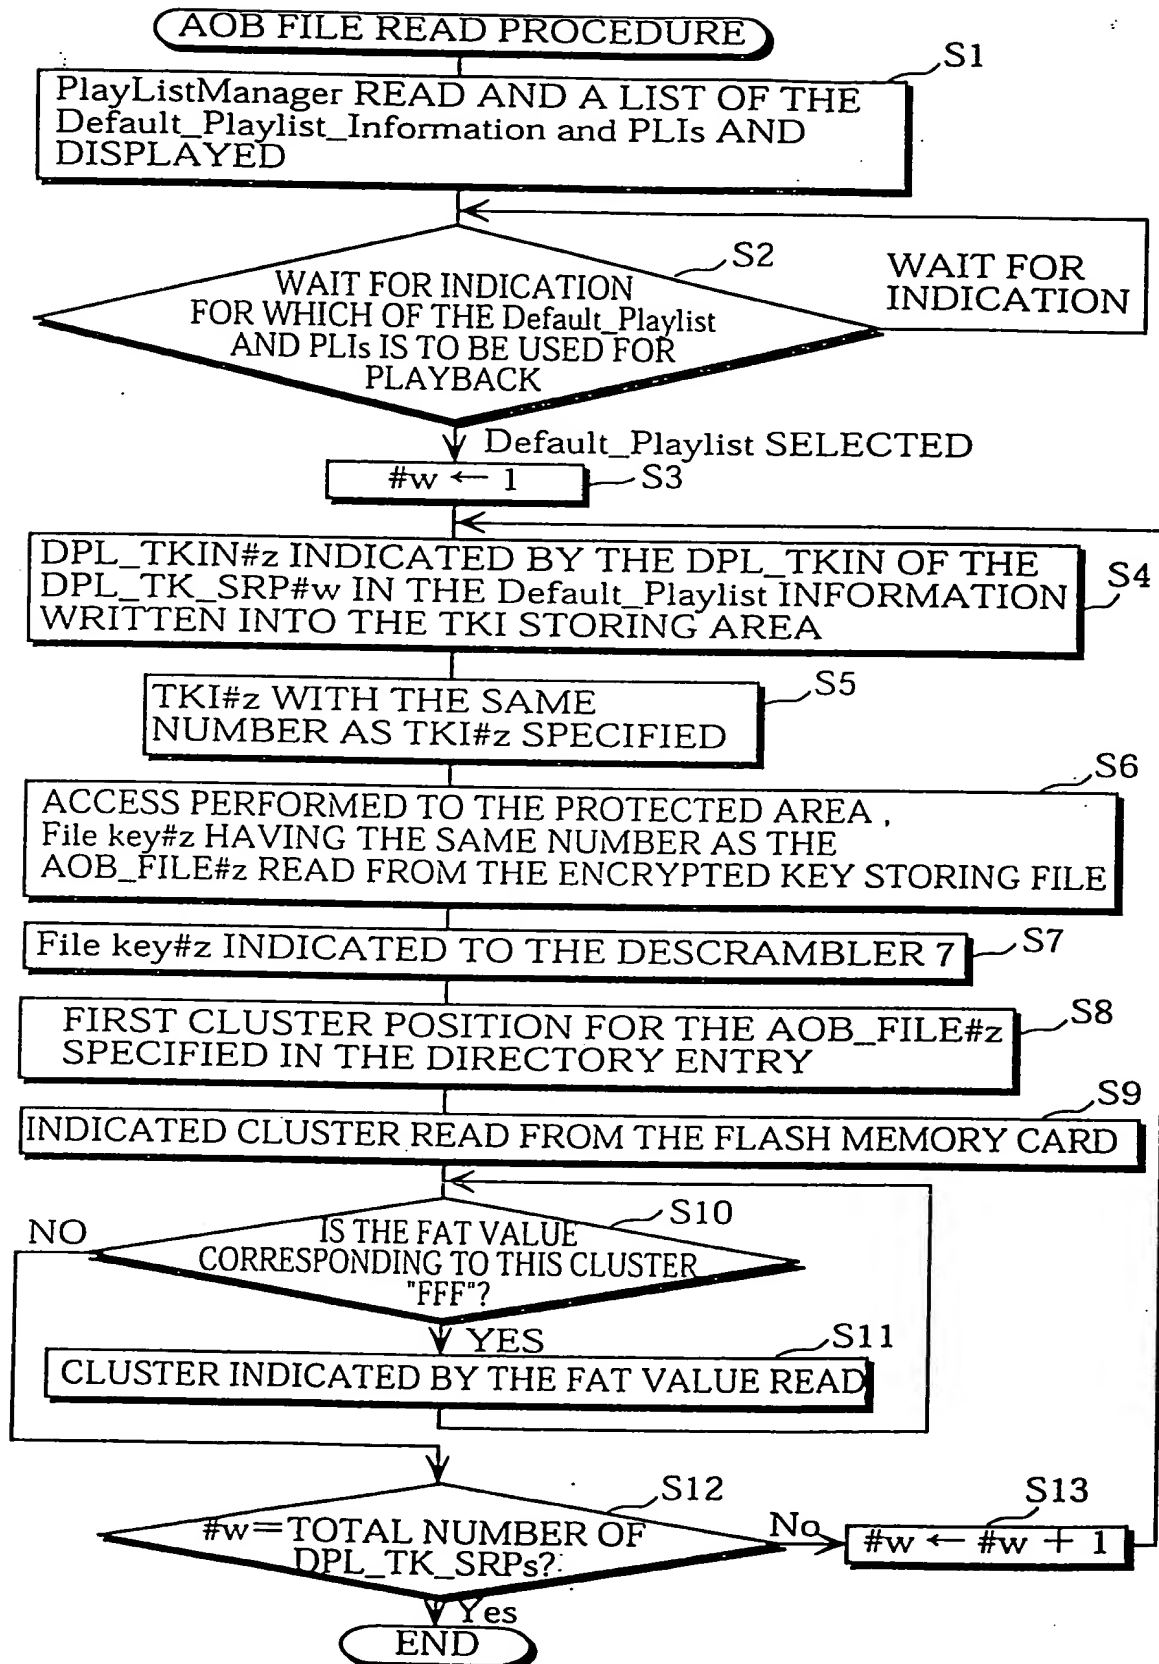 AOB FILE READ PROCEDURE
S1
PlayListManager READ AND A LIST OF THE
Default_Playlist_Information and PLIs AND
DISPLAYED
S2
WAIT FOR INDICATION
FOR WHICH OF THE Default_Playlist
AND PLIs IS TO BE USED FOR
PLAYBACK
WAIT FOR
INDICATION
Default_Playlist SELECTED
#w ← 1
S3
DPL_TKIN#z INDICATED BY THE DPL_TKIN OF THE
DPL_TK_SRP#w IN THE Default_Playlist INFORMATION
WRITTEN INTO THE TKI STORING AREA
S4
TKI#z WITH THE SAME
NUMBER AS TKI#z SPECIFIED
S5
S6
ACCESS PERFORMED TO THE PROTECTED AREA ,
File key#z HAVING THE SAME NUMBER AS THE
AOB_FILE#z READ FROM THE ENCRYPTED KEY STORING FILE
File key#z INDICATED TO THE DESCRAMBLER 7
S7
FIRST CLUSTER POSITION FOR THE AOB_FILE#z
SPECIFIED IN THE DIRECTORY ENTRY
S8
S9
INDICATED CLUSTER READ FROM THE FLASH MEMORY CARD
NO
S10
IS THE FAT VALUE
CORRESPONDING TO THIS CLUSTER
"FFF"?
YES
S11
CLUSTER INDICATED BY THE FAT VALUE READ
S12
#w=TOTAL NUMBER OF
DPL_TK_SRPs?
No
S13
#w ← #w + 1
Yes
END